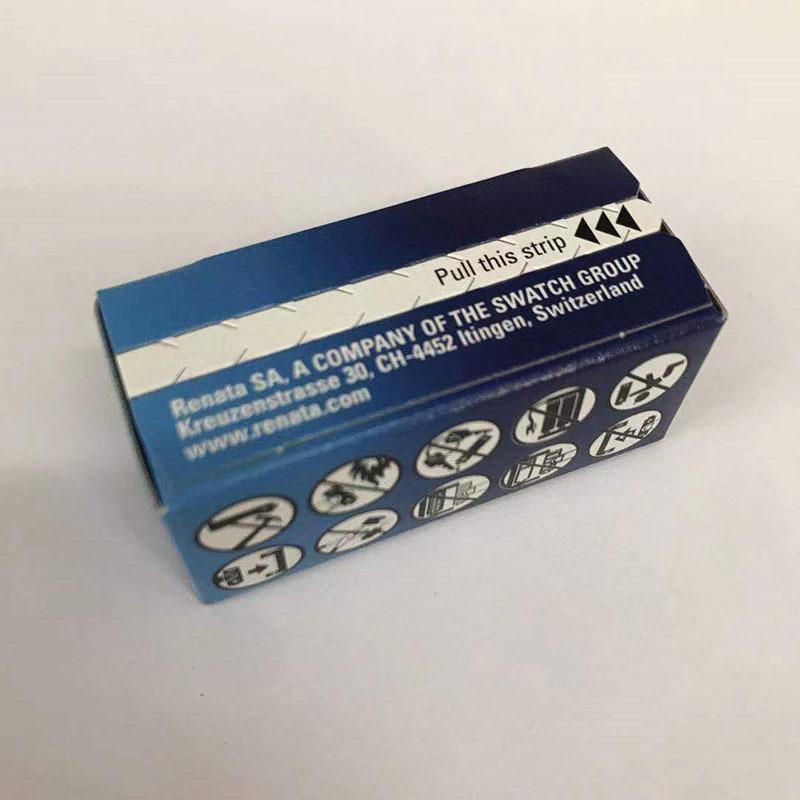 Pull this strip
Renata SA, A COMPANY OF THE SWATCH GROUP
Kreuzenstrasse 30, CH-4452 Itingen, Switzerland
www.renata.com